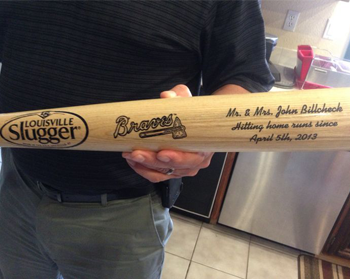 LOUISVILLE
Slugger
Braves
Mr. & Mrs. John Billcheck
Hitting home runs since
April 5th, 2013